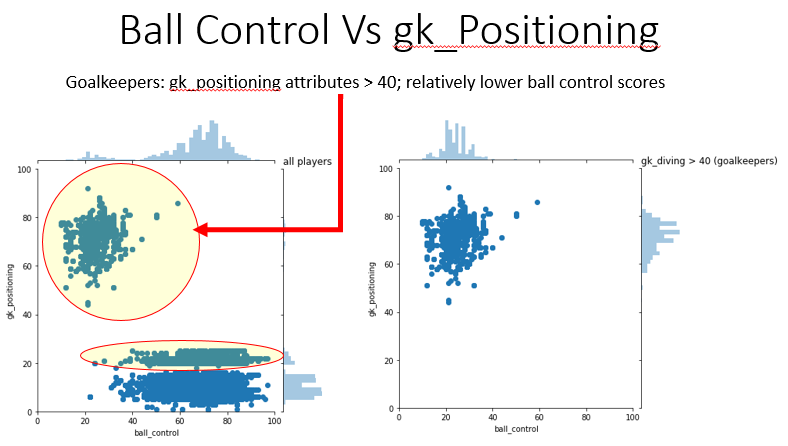 Ball Control Vs gk_Positioning
Goalkeepers: gk_positioning attributes > 40; relatively lower ball control scores
all players
100
80
60
40
20
0
gk_positioning
0 20 40 60 80 100
ball_control
gk_diving > 40 (goalkeepers)
100
80
60
40
20
0
gk_positioning
0 20 40 60 80 100
ball_control